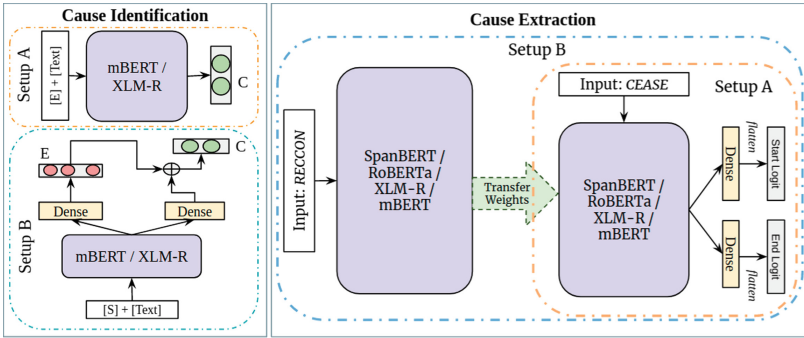 Cause Identification
Setup A
[E] + [Text]
mBERT /
XLM-R
C
Setup B
E
C
Dense
Dense
mBERT / XLM-R
[S] + [Text]
Cause Extraction
Setup B
Input: RECCON
SpanBERT /
RoBERTa /
XLM-R /
mBERT
Transfer
Weights
Setup A
Input: CEASE
SpanBERT /
RoBERTa /
XLM-R /
mBERT
Dense
flatten
Start Logit
Dense
flatten
End Logit